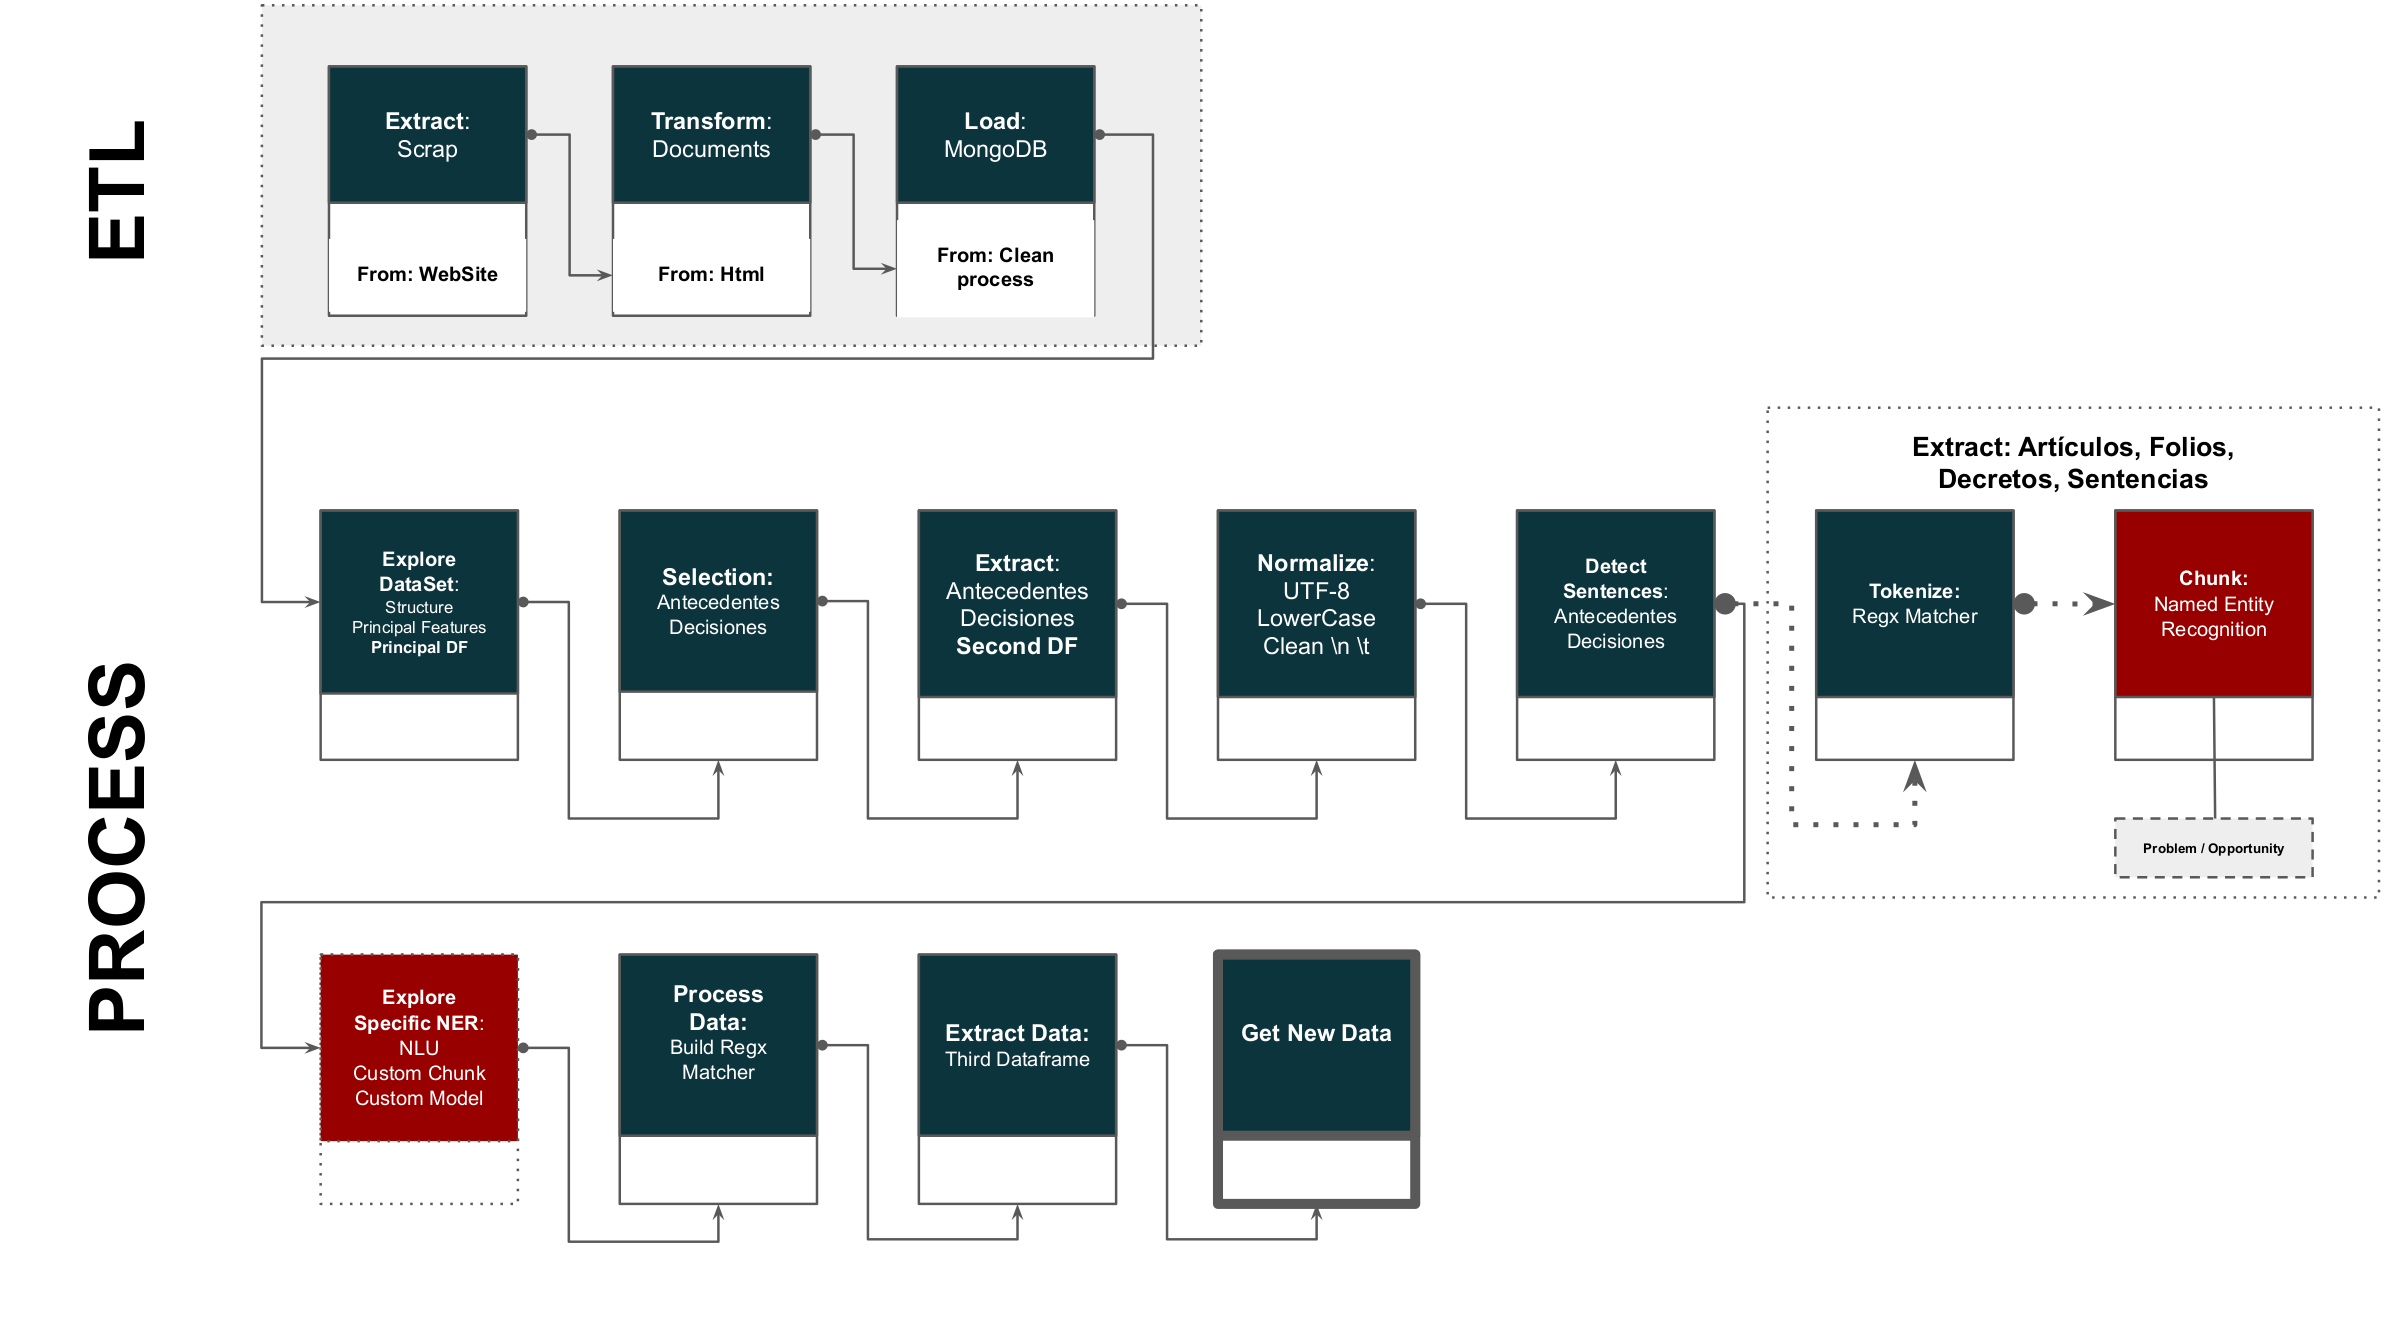 ETL
Extract:
Scrap
From: WebSite
Transform:
Documents
From: Html
Load:
MongoDB
From: Clean
process
PROCESS
Explore
DataSet:
Structure
Principal Features
Principal DF
Selection:
Antecedentes
Decisiones
Extract:
Antecedentes
Decisiones
Second DF
Normalize:
UTF-8
LowerCase
Clean \n \t
Detect
Sentences:
Antecedentes
Decisiones
Extract: Artículos, Folios,
Decretos, Sentencias
Tokenize:
Regx Matcher
Chunk:
Named Entity
Recognition
Problem / Opportunity
Explore
Specific NER:
NLU
Custom Chunk
Custom Model
Process
Data:
Build Regx
Matcher
Extract Data:
Third Dataframe
Get New Data